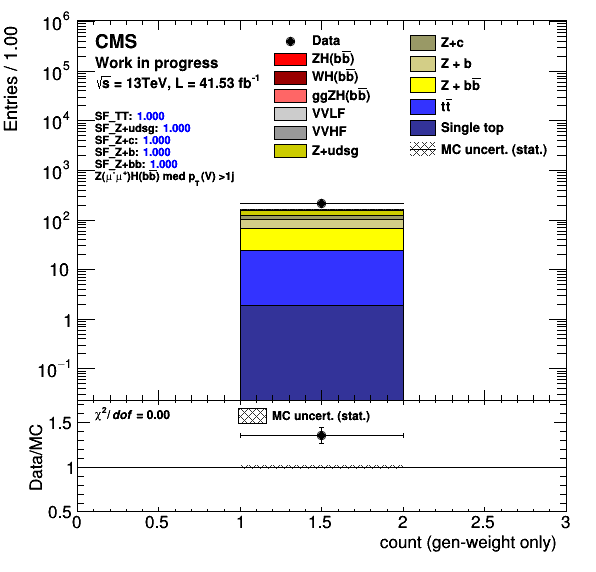 CMS
Work in progress
√s = 13TeV, L = 41.53 fb⁻¹
SF_TT: 1.000
SF_Z+udsg: 1.000
SF_Z+c: 1.000
SF_Z+b: 1.000
SF_Z+bb: 1.000
Z(μ⁻μ⁺)H(bb̅) med p_T(V) >1j
Data
ZH(bb̅)
WH(bb̅)
ggZH(bb̅)
VVLF
VVHF
Z+udsg
Z+c
Z + b
Z + bb̅
tt̅
Single top
MC uncert. (stat.)
Entries / 1.00
10⁶
10⁵
10⁴
10³
10²
10
1
10⁻¹
χ²/dof = 0.00
MC uncert. (stat.)
Data/MC
1.5
1
0.5
0 0.5 1 1.5 2 2.5 3
count (gen-weight only)